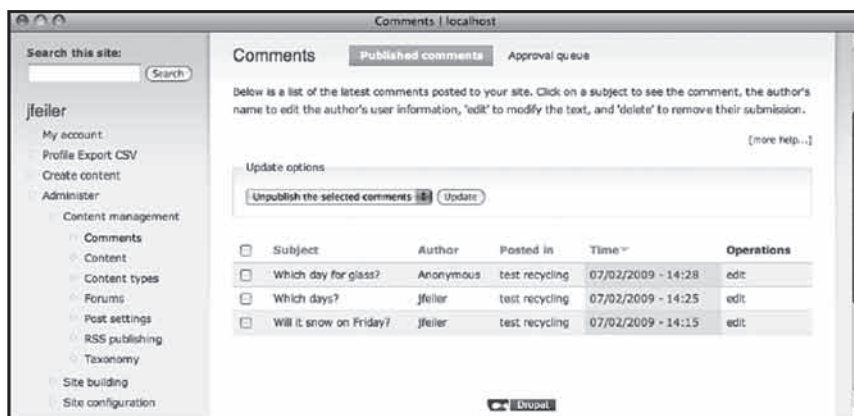 Comments | localhost
Search this site:
Search
jfeiler
My account
Profile Export CSV
Create content
Administer
Content management
Comments
Content
Content types
Forums
Post settings
RSS publishing
Taxonomy
Site building
Site configuration
Comments
Published comments
Approval queue
Below is a list of the latest comments posted to your site. Click on a subject to see the comment, the author's
name to edit the author's user information, 'edit' to modify the text, and 'delete' to remove their submission.
[more help...]
Update options
Unpublish the selected comments Update
Subject Author Posted in Time Operations
Which day for glass? Anonymous test recycling 07/02/2009 - 14:28 edit
Which days? jfeiler test recycling 07/02/2009 - 14:25 edit
Will it snow on Friday? jfeiler test recycling 07/02/2009 - 14:15 edit
Drupal